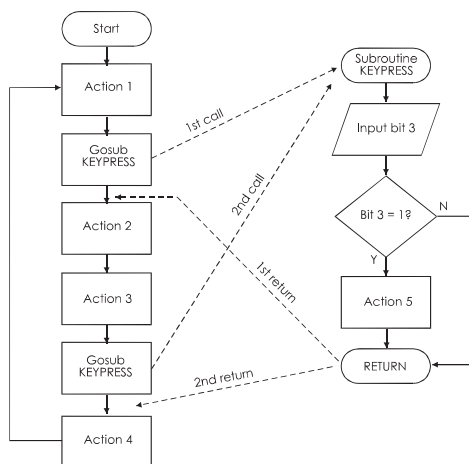 Start
Action 1
Gosub
KEYPRESS
Action 2
Action 3
Gosub
KEYPRESS
Action 4
1st call
2nd call
1st return
2nd return
Subroutine
KEYPRESS
Input bit 3
Bit 3 = 1?
N
Y
Action 5
RETURN